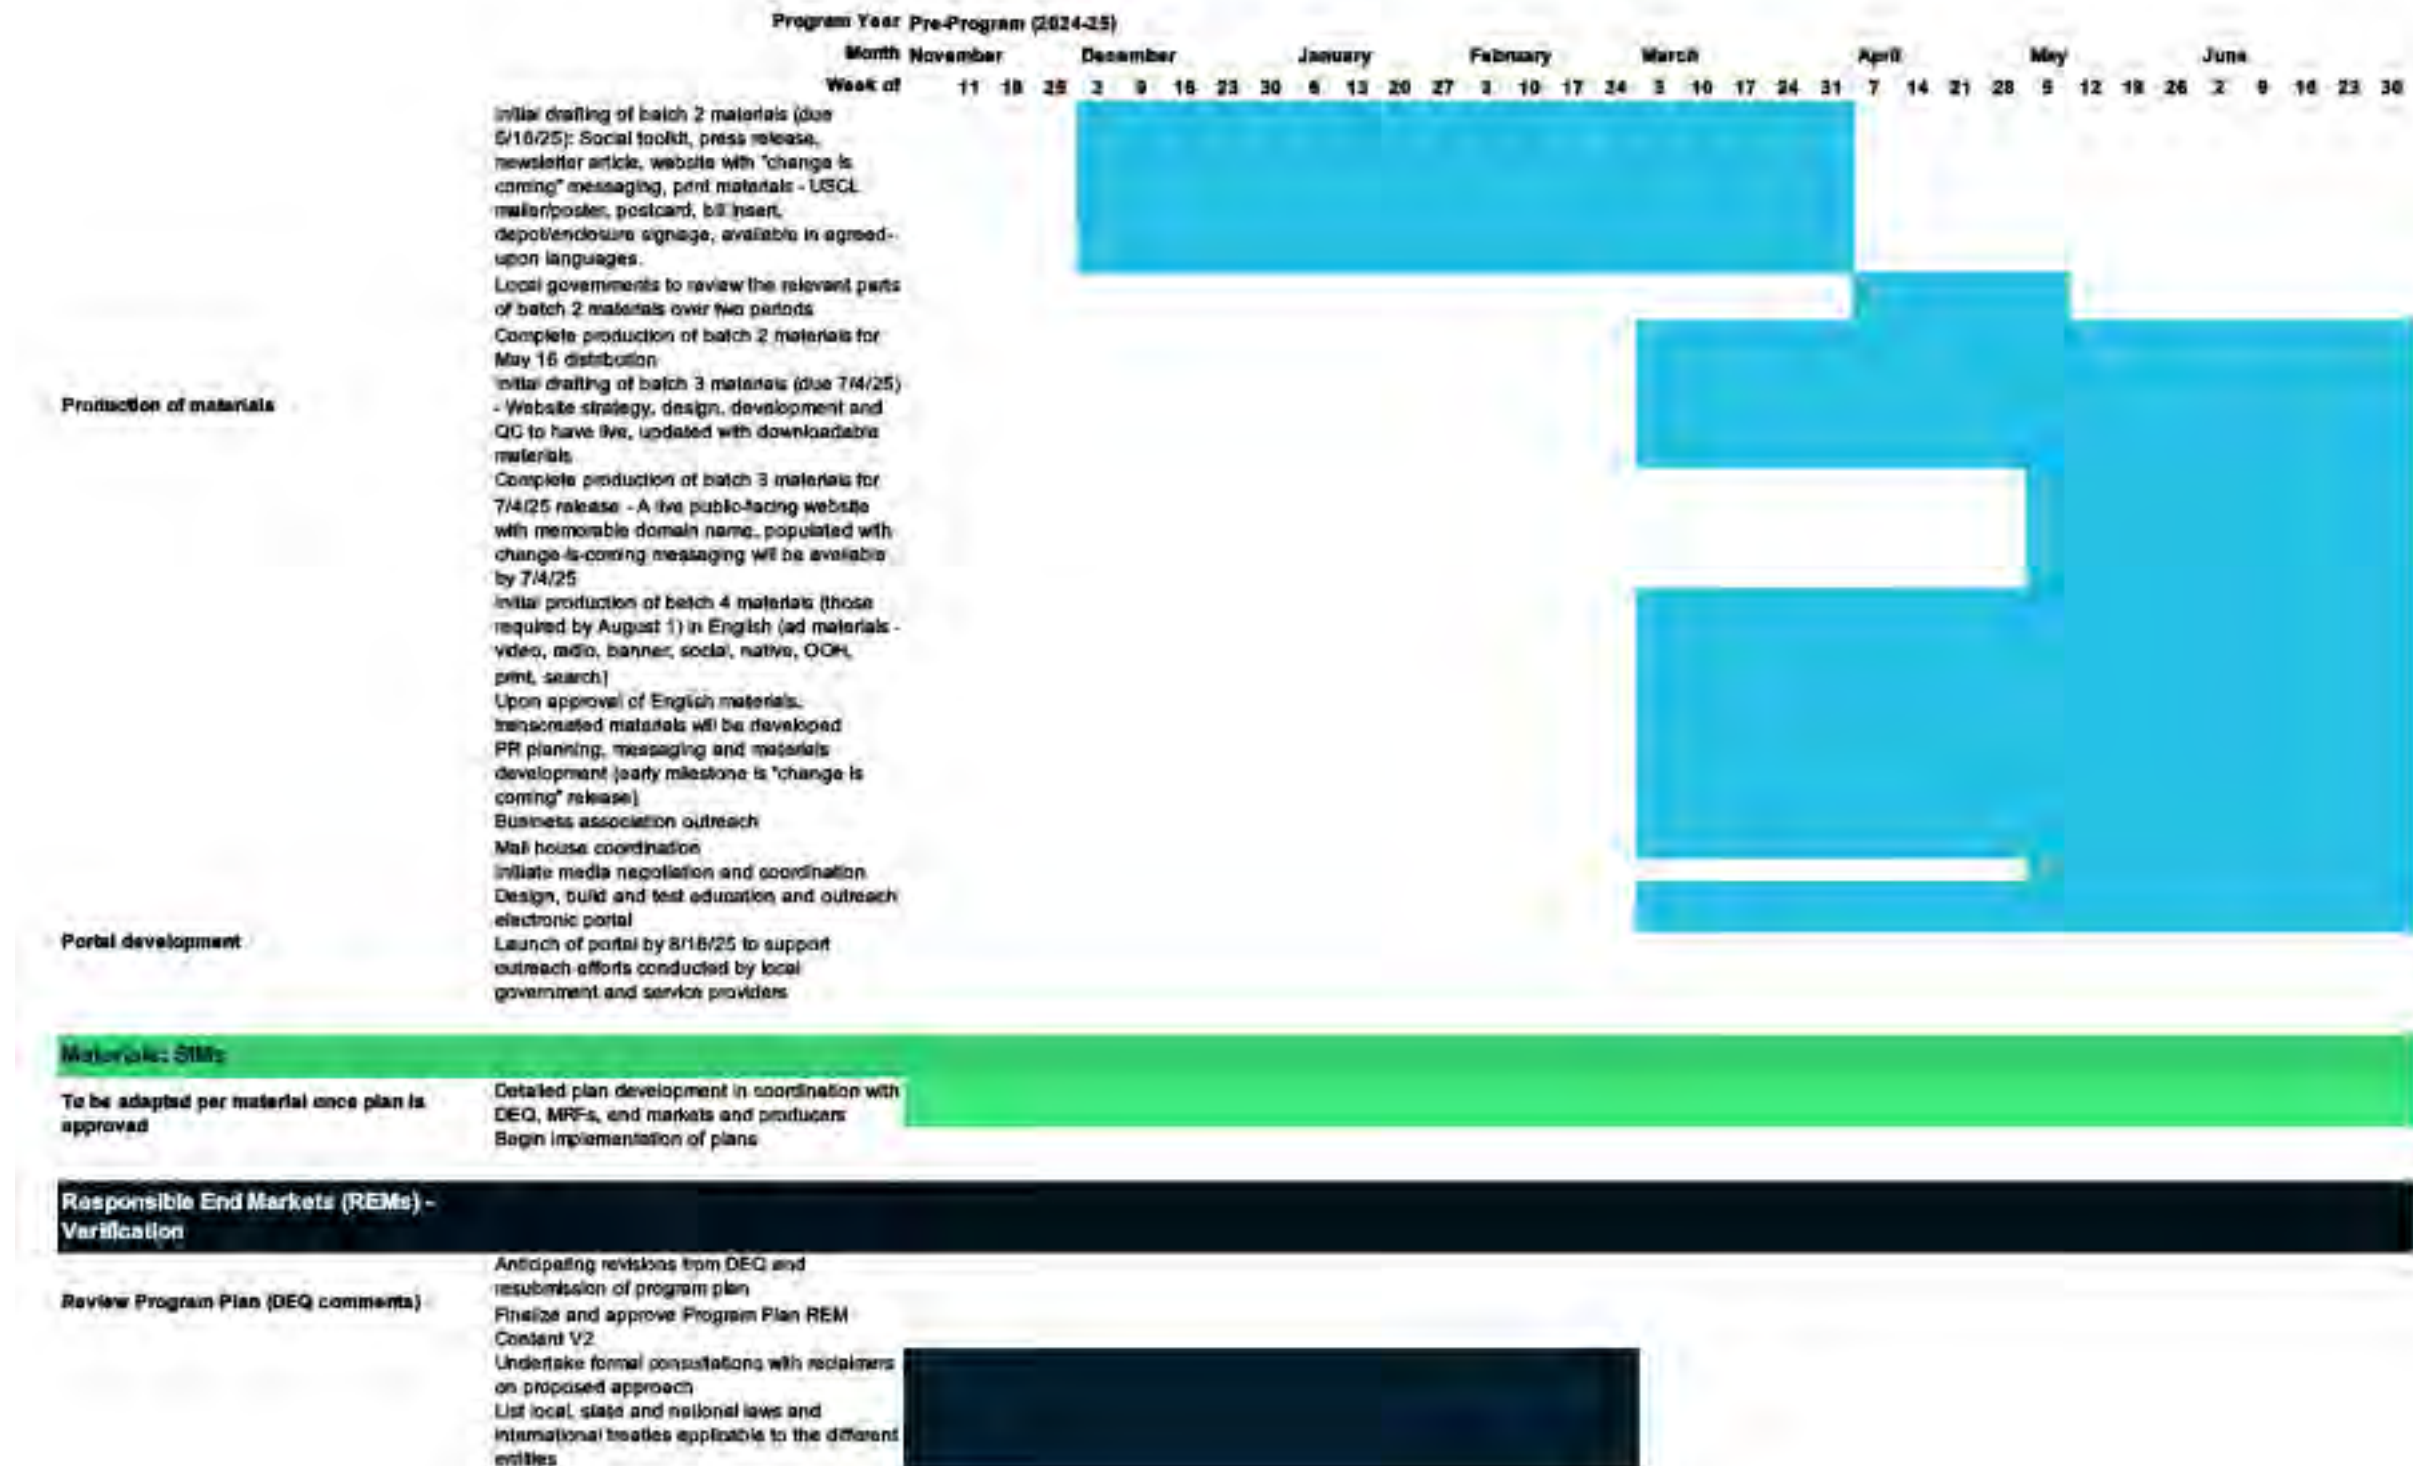 Program Year Pre-Program (2024-25)
Month November December January February March April May June
Week of 11 18 25 2 9 16 23 30 6 13 20 27 3 10 17 24 3 10 17 24 31 7 14 21 28 5 12 19 26 2 9 16 23 30
Initial drafting of batch 2 materials (due
5/16/25): Social toolkit, press release,
newsletter article, website with "change is
coming" messaging, print materials - USCL
mailer/poster, postcard, bill insert,
depot/enclosure signage, available in agreed-
upon languages.
Local governments to review the relevant parts
of batch 2 materials over two periods
Complete production of batch 2 materials for
May 16 distribution
Production of materials
Initial drafting of batch 3 materials (due 7/4/25)
- Website strategy, design, development and
QC to have live, updated with downloadable
materials
Complete production of batch 3 materials for
7/4/25 release - A live public-facing website
with memorable domain name, populated with
change-is-coming messaging will be available
by 7/4/25
Initial production of batch 4 materials (those
required by August 1) in English (ad materials -
video, radio, banner, social, native, OOH,
print, search)
Upon approval of English materials,
transcreated materials will be developed
PR planning, messaging and materials
development (early milestone is "change is
coming" release)
Business association outreach
Mail house coordination
Initiate media negotiation and coordination
Design, build and test education and outreach
electronic portal
Portal development
Launch of portal by 8/18/25 to support
outreach efforts conducted by local
government and service providers
Materials: SIMs
To be adapted per material once plan is
approved
Detailed plan development in coordination with
DEQ, MRFs, end markets and producers
Begin implementation of plans
Responsible End Markets (REMs) -
Verification
Review Program Plan (DEQ comments)
Anticipating revisions from DEQ and
resubmission of program plan
Finalize and approve Program Plan REM
Content V2
Undertake formal consultations with reclaimers
on proposed approach
List local, state and national laws and
international treaties applicable to the different
entities